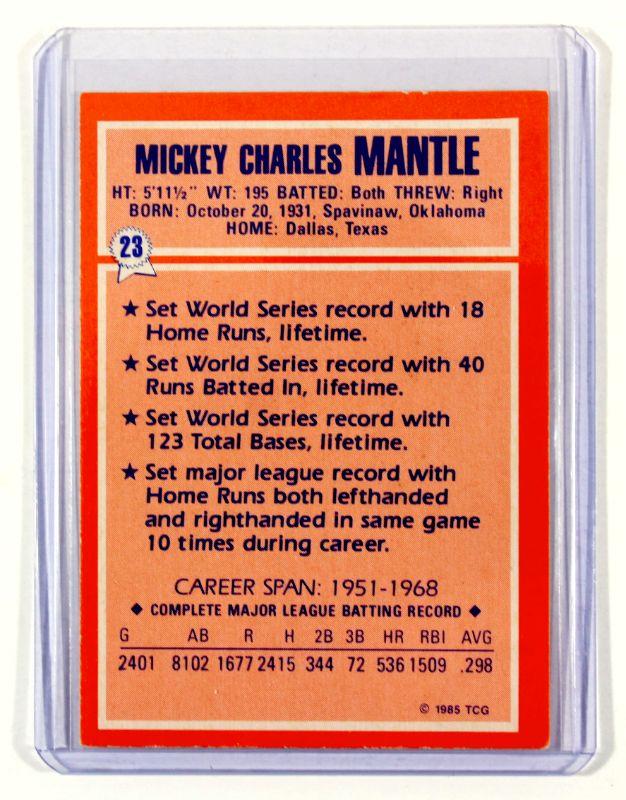 MICKEY CHARLES MANTLE
HT: 5'11½" WT: 195 BATTED: Both THREW: Right
BORN: October 20, 1931, Spavinaw, Oklahoma
HOME: Dallas, Texas
23
★ Set World Series record with 18
Home Runs, lifetime.
★ Set World Series record with 40
Runs Batted In, lifetime.
★ Set World Series record with
123 Total Bases, lifetime.
★ Set major league record with
Home Runs both lefthanded
and righthanded in same game
10 times during career.
CAREER SPAN: 1951-1968
◆ COMPLETE MAJOR LEAGUE BATTING RECORD ◆
G AB R H 2B 3B HR RBI AVG
2401 8102 1677 2415 344 72 536 1509 .298
© 1985 TCG